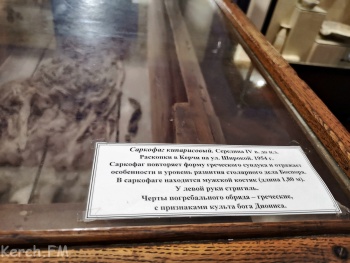 Саркофаг кипарисовый. Середина IV в. до н.э.
Раскопки в Керчи на ул. Широкой, 1954 г.
Саркофаг повторяет форму греческого сундука и отражает
особенности и уровень развития столярного дела Боспора.
В саркофаге находится мужской костяк (длина 1,80 м).
У левой руки стригиль.
Черты погребального обряда – греческие,
с признаками культа бога Диониса.
Kerch.FM